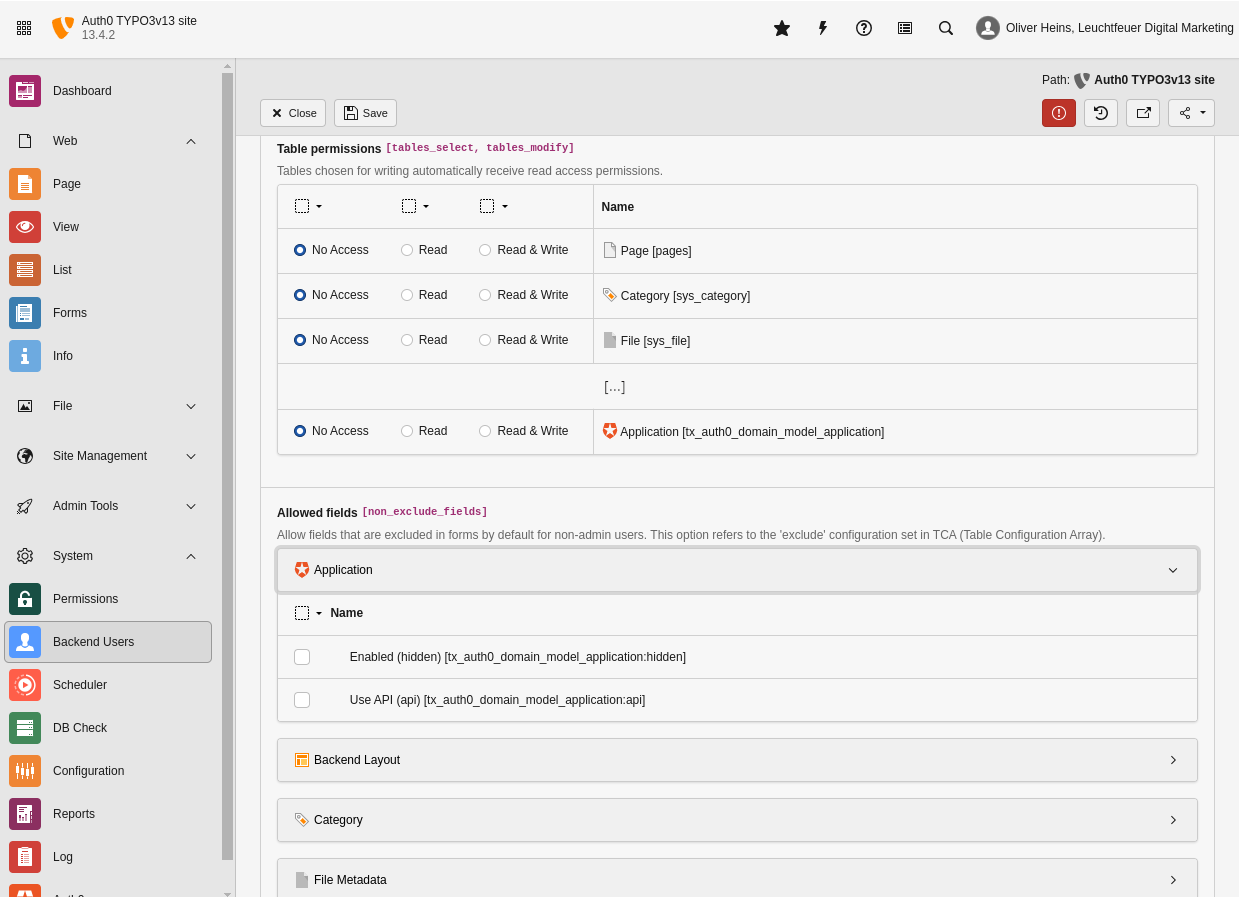 Auth0 TYPO3v13 site
13.4.2
Oliver Heins, Leuchtfeuer Digital Marketing
Path: Auth0 TYPO3v13 site
Close
Save
Dashboard
Web
Page
View
List
Forms
Info
File
Site Management
Admin Tools
System
Permissions
Backend Users
Scheduler
DB Check
Configuration
Reports
Log
Table permissions [tables_select, tables_modify]
Tables chosen for writing automatically receive read access permissions.
Name
No Access Read Read & Write Page [pages]
No Access Read Read & Write Category [sys_category]
No Access Read Read & Write File [sys_file]
[...]
No Access Read Read & Write Application [tx_auth0_domain_model_application]
Allowed fields [non_exclude_fields]
Allow fields that are excluded in forms by default for non-admin users. This option refers to the 'exclude' configuration set in TCA (Table Configuration Array).
Application
Name
Enabled (hidden) [tx_auth0_domain_model_application:hidden]
Use API (api) [tx_auth0_domain_model_application:api]
Backend Layout
Category
File Metadata